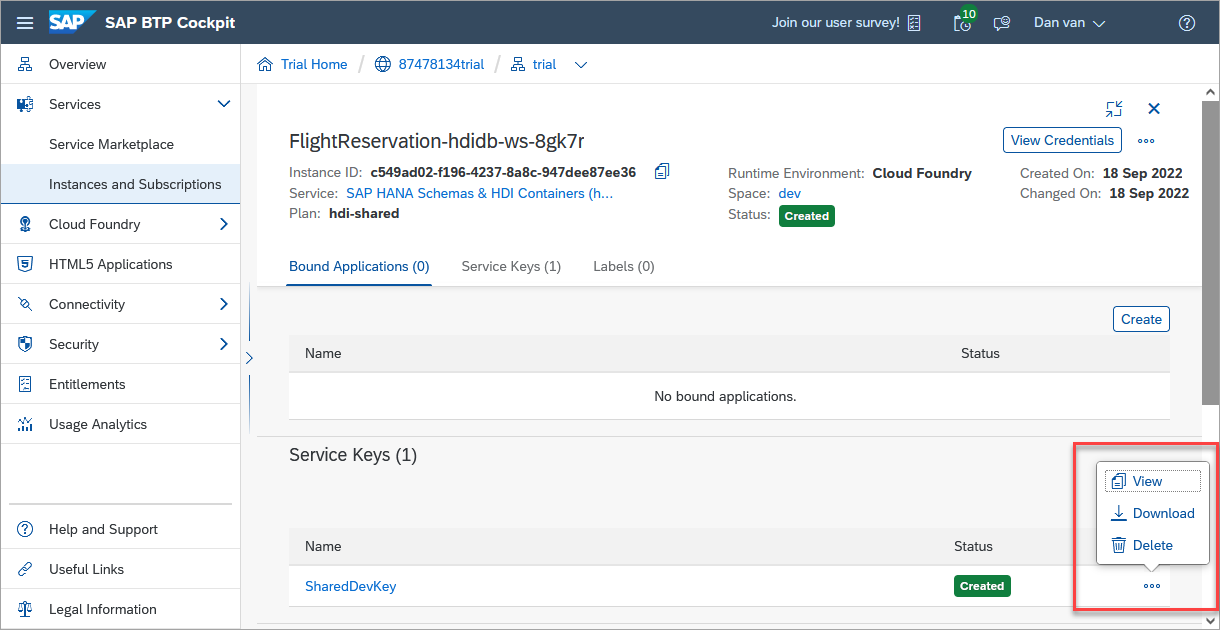 SAP SAP BTP Cockpit
Join our user survey!
10
Dan van
Overview
Services
Service Marketplace
Instances and Subscriptions
Cloud Foundry
HTML5 Applications
Connectivity
Security
Entitlements
Usage Analytics
Help and Support
Useful Links
Legal Information
Trial Home / 87478134trial / trial
FlightReservation-hdidb-ws-8gk7r
View Credentials
Instance ID: c549ad02-f196-4237-8a8c-947dee87ee36
Service: SAP HANA Schemas & HDI Containers (h...
Plan: hdi-shared
Runtime Environment: Cloud Foundry
Space: dev
Status: Created
Created On: 18 Sep 2022
Changed On: 18 Sep 2022
Bound Applications (0) Service Keys (1) Labels (0)
Create
Name Status
No bound applications.
Service Keys (1)
Name Status
SharedDevKey Created
View
Download
Delete